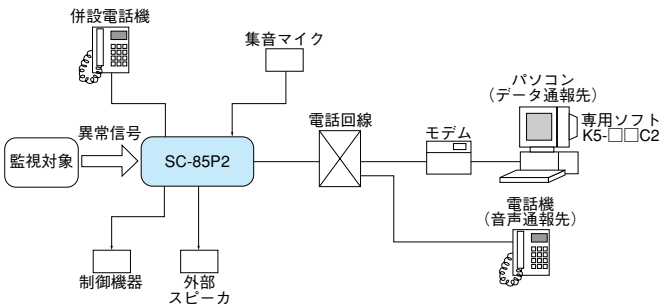 併設電話機
集音マイク
パソコン
（データ通報先）
電話回線
専用ソフト
K5-□□C2
モデム
異常信号
監視対象
SC-85P2
電話機
（音声通報先）
制御機器
外部
スピーカ